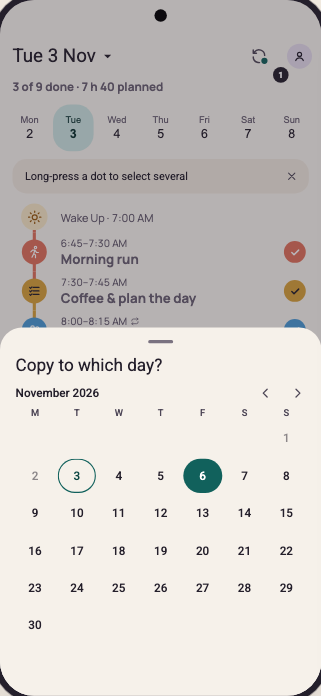 Tue 3 Nov
1
3 of 9 done · 7 h 40 planned
Mon Tue Wed Thu Fri Sat Sun
2 3 4 5 6 7 8
Long-press a dot to select several
Wake Up · 7:00 AM
6:45–7:30 AM
Morning run
7:30–7:45 AM
Coffee & plan the day
8:00–8:15 AM
Copy to which day?
November 2026
M T W T F S S
1
2 3 4 5 6 7 8
9 10 11 12 13 14 15
16 17 18 19 20 21 22
23 24 25 26 27 28 29
30